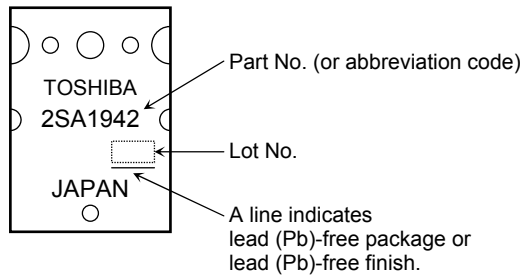 Part No. (or abbreviation code)
TOSHIBA
2SA1942
Lot No.
JAPAN
A line indicates
lead (Pb)-free package or
lead (Pb)-free finish.